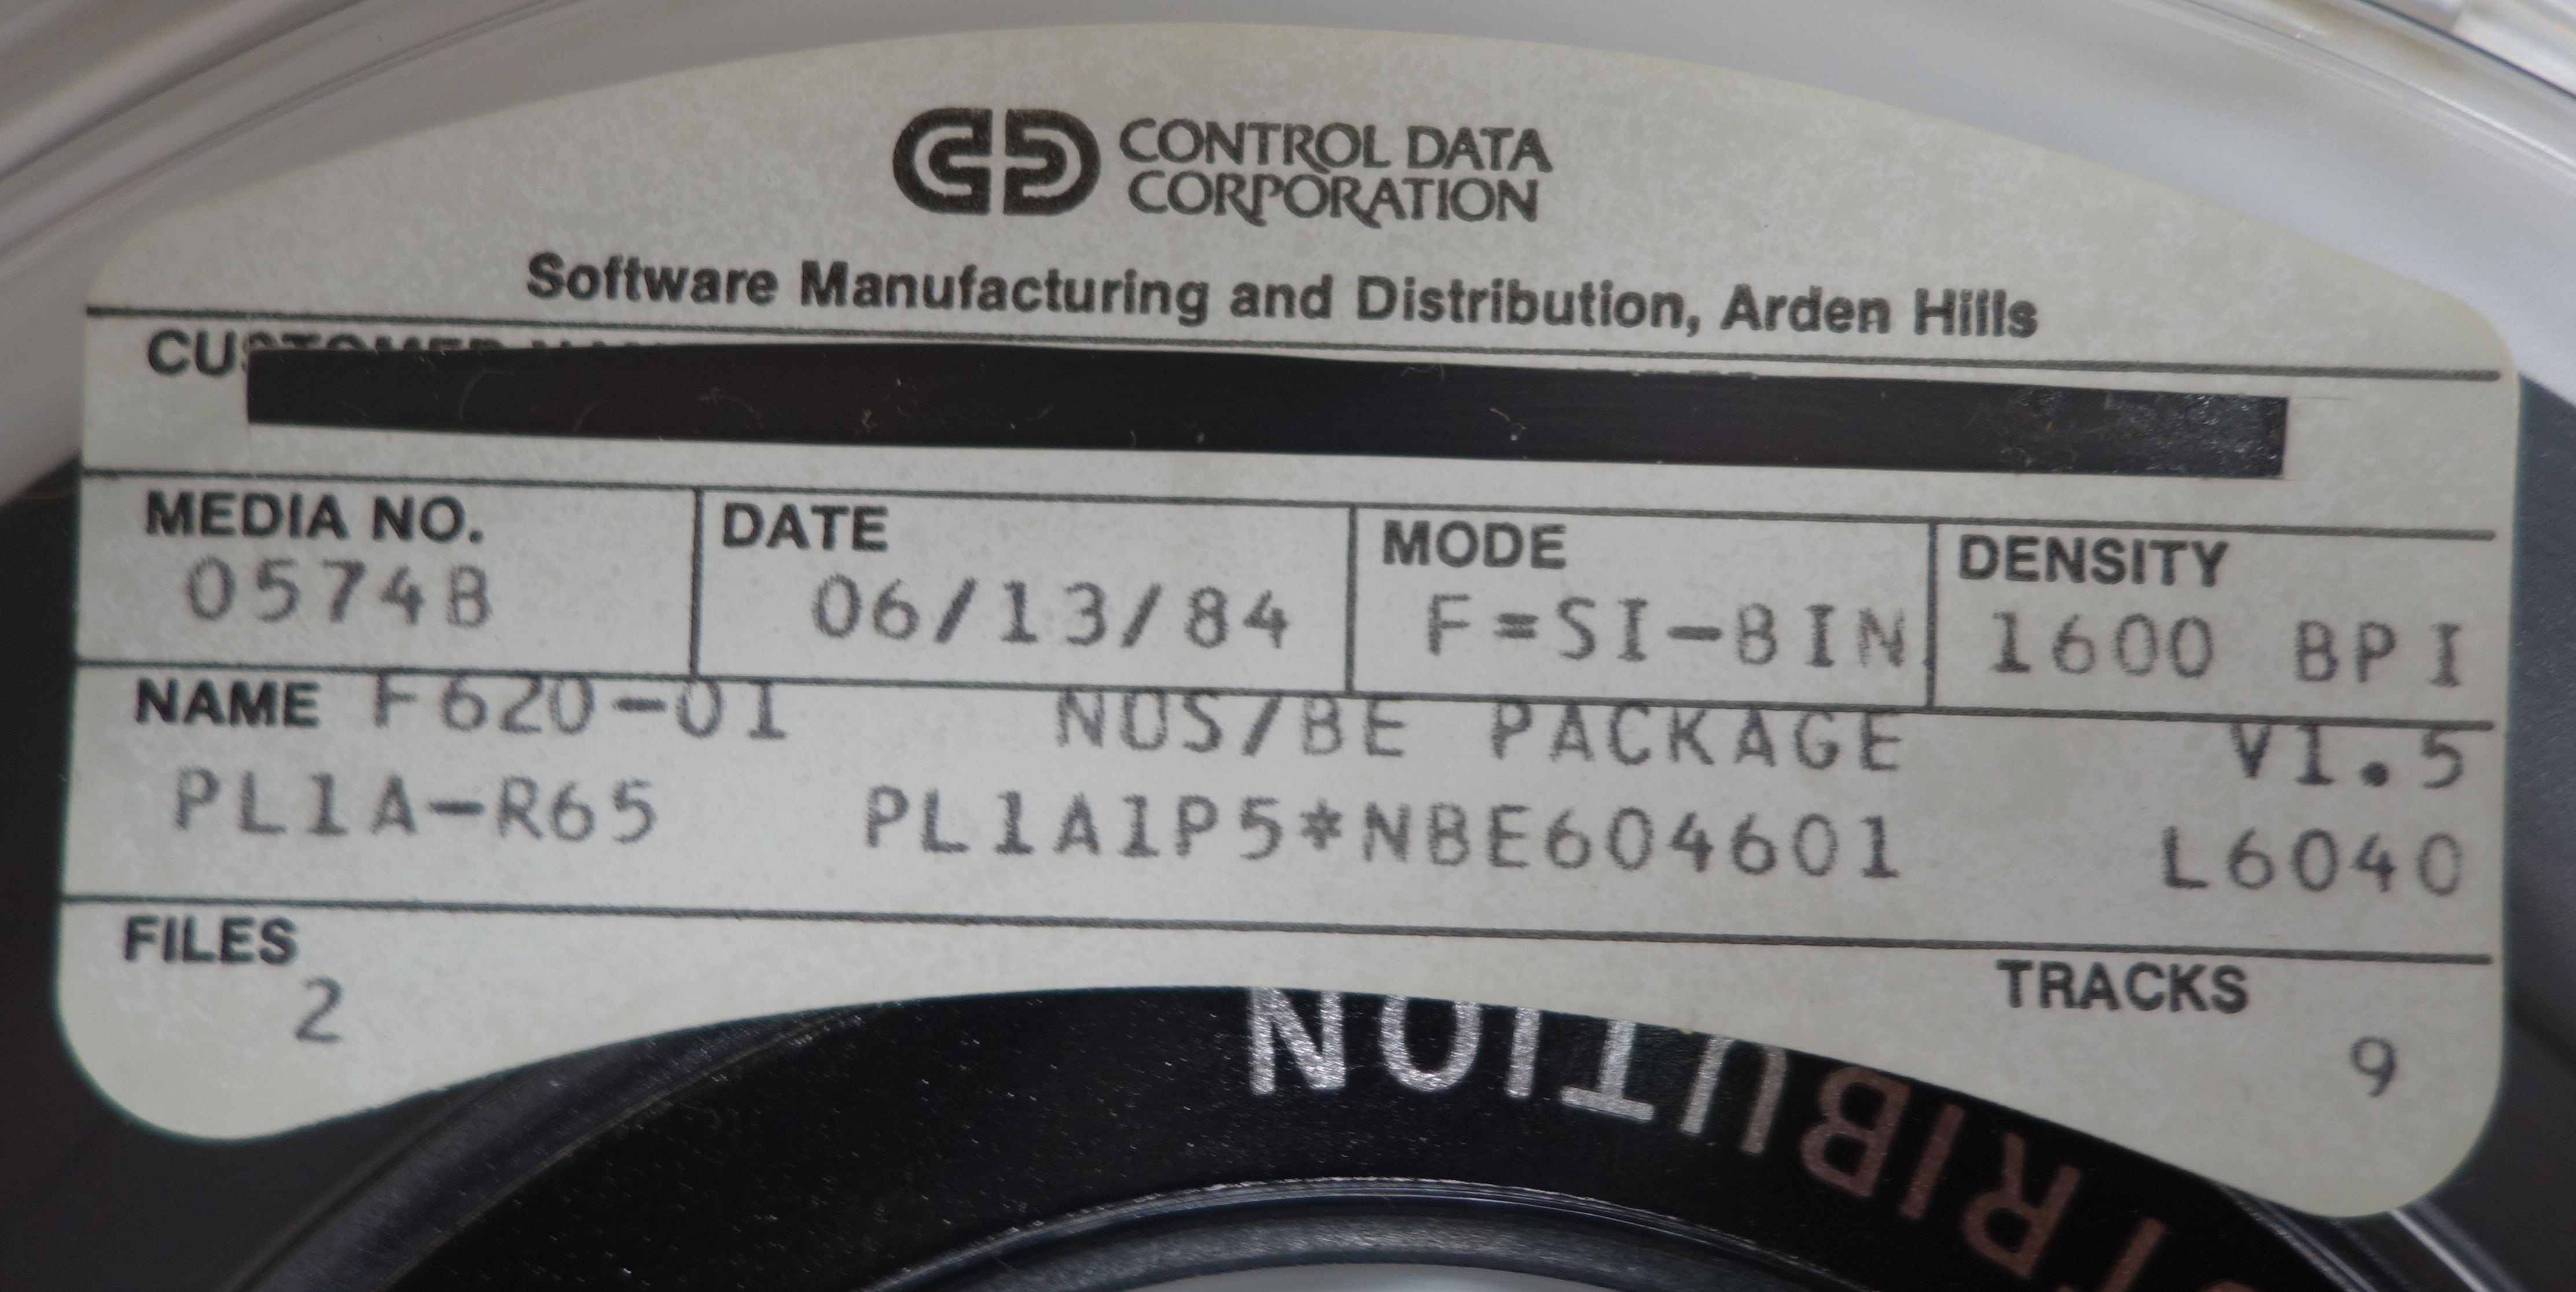 CONTROL DATA
CORPORATION
Software Manufacturing and Distribution, Arden Hills
MEDIA NO. DATE MODE DENSITY
0574B 06/13/84 F=SI-BIN 1600 BPI
NAME F620-01 NOS/BE PACKAGE V1.5
PL1A-R65 PL1A1P5*NBE604601 L6040
FILES TRACKS
2 9